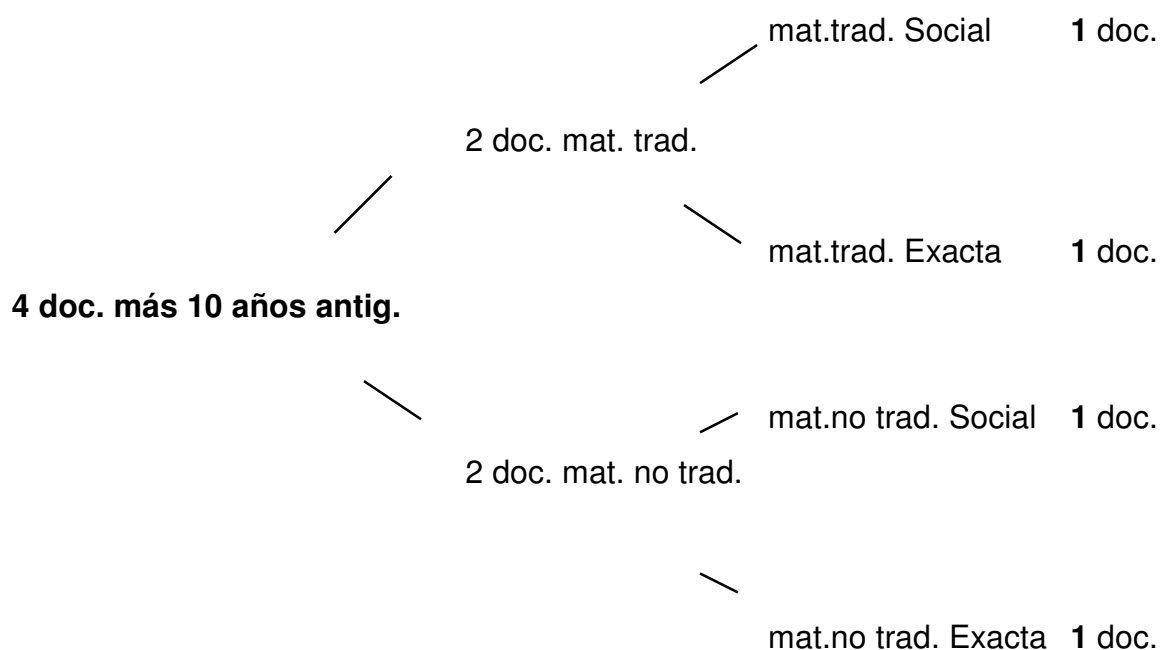 mat.trad. Social 1 doc.
2 doc. mat. trad.
mat.trad. Exacta 1 doc.
4 doc. más 10 años antig.
mat.no trad. Social 1 doc.
2 doc. mat. no trad.
mat.no trad. Exacta 1 doc.